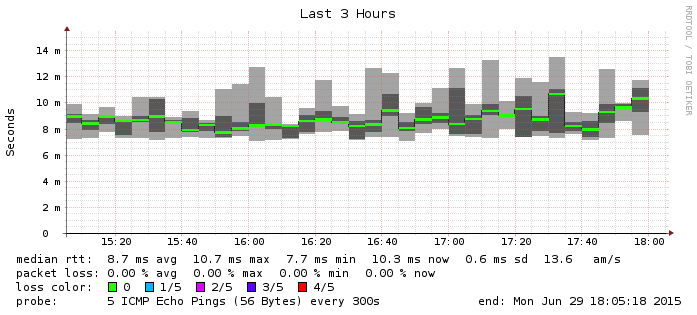 Last 3 Hours
RRDTOOL / TOBI OETIKER
Seconds
14 m
12 m
10 m
8 m
6 m
4 m
2 m
0
15:20 15:40 16:00 16:20 16:40 17:00 17:20 17:40 18:00
median rtt: 8.7 ms avg 10.7 ms max 7.7 ms min 10.3 ms now 0.6 ms sd 13.6 am/s
packet loss: 0.00 % avg 0.00 % max 0.00 % min 0.00 % now
loss color: 0 1/5 2/5 3/5 4/5
probe: 5 ICMP Echo Pings (56 Bytes) every 300s end: Mon Jun 29 18:05:18 2015